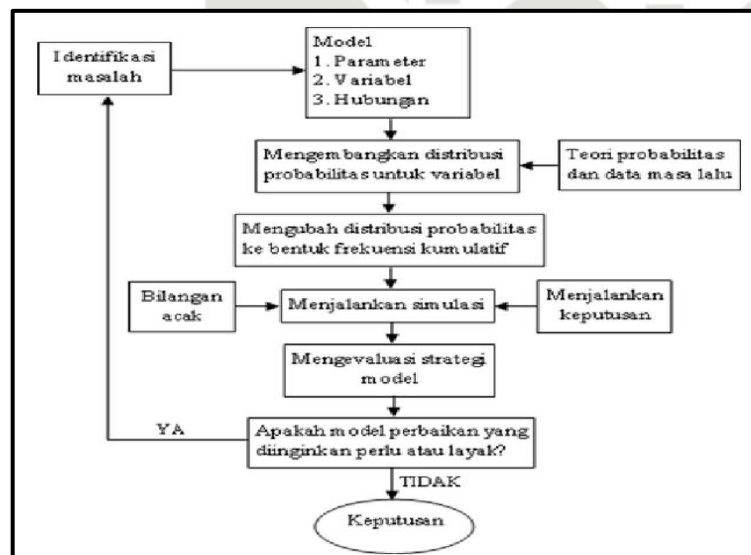 Identifikasi
masalah
Model
1. Parameter
2. Variabel
3. Hubungan
Mengembangkan distribusi
probabilitas untuk variabel
Teori probabilitas
dan data masa lalu
Mengubah distribusi probabilitas
ke bentuk frekuensi kumulatif
Bilangan
acak
Menjalankan simulasi
Menjalankan
keputusan
Mengevaluasi strategi
model
YA
Apakah model perbaikan yang
diinginkan perlu atau layak?
TIDAK
Keputusan